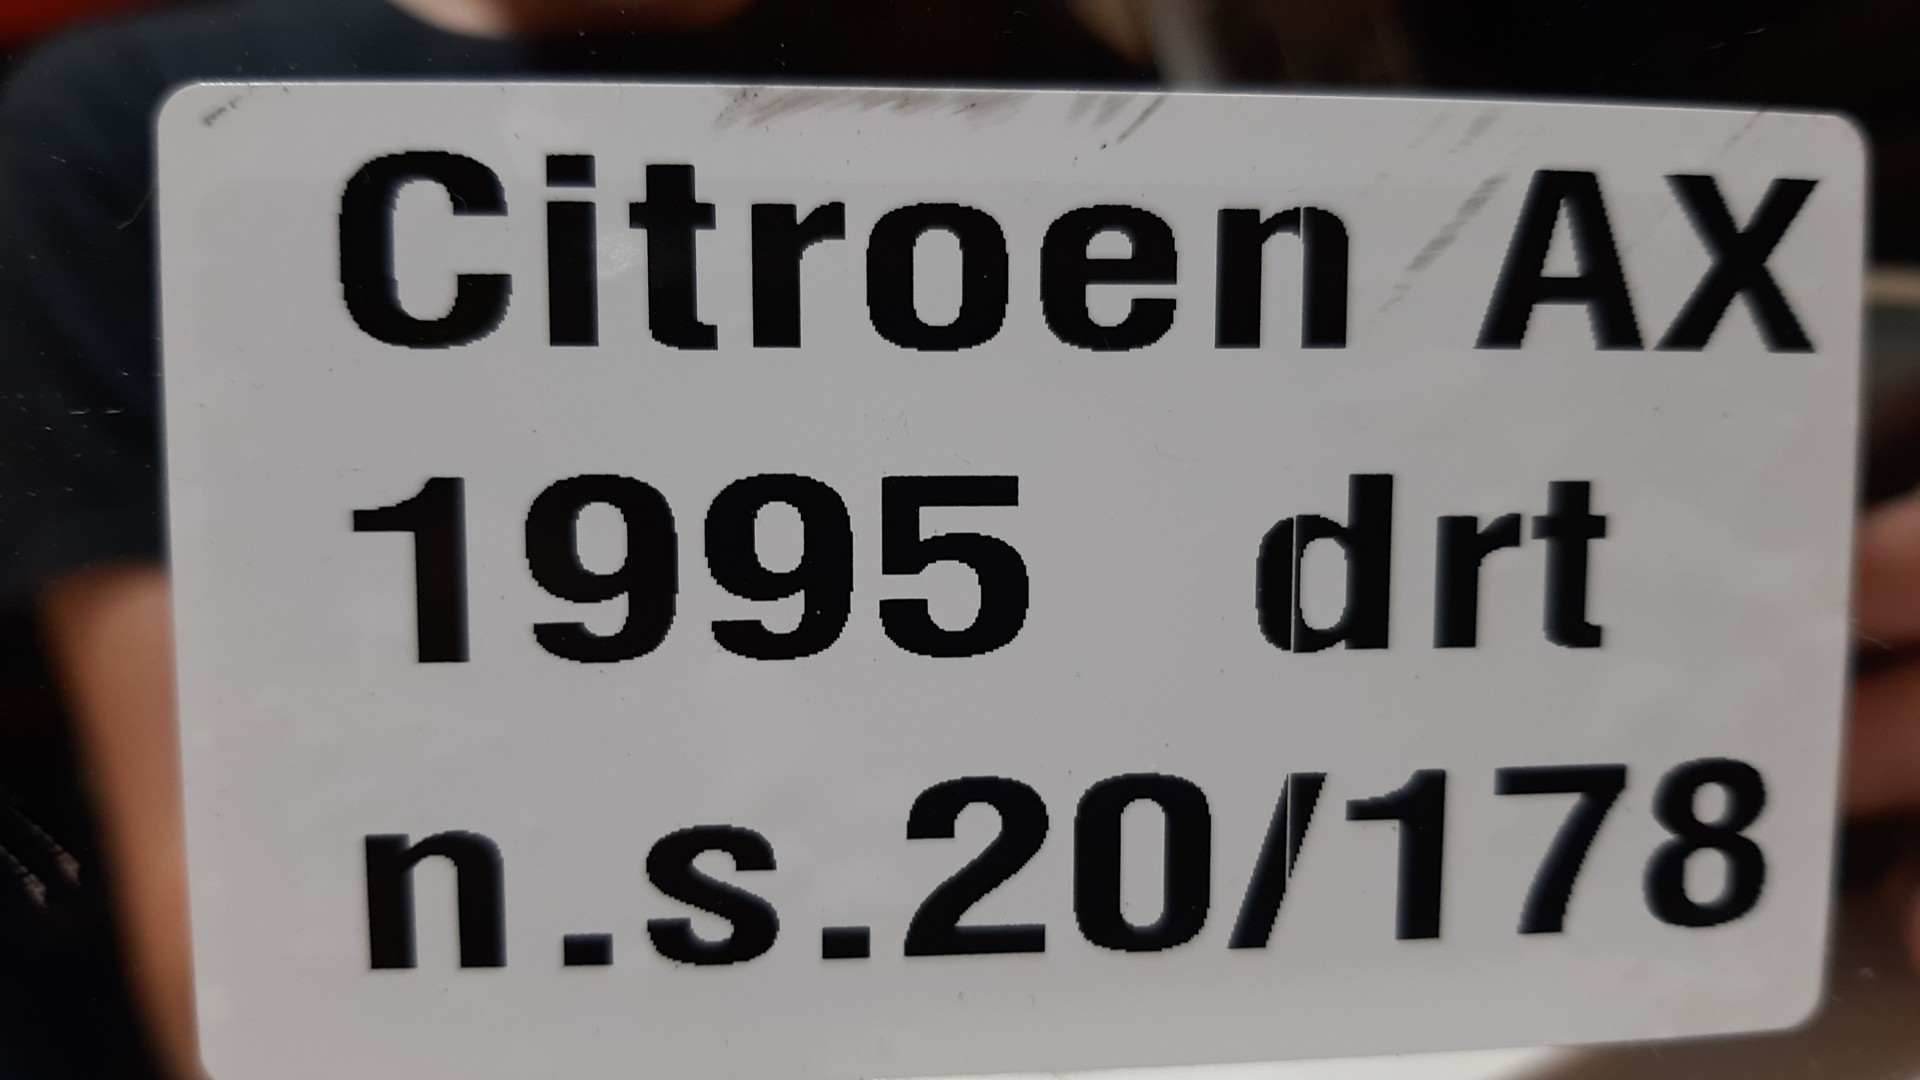 Citroen AX
1995 drt
n.s.20/178